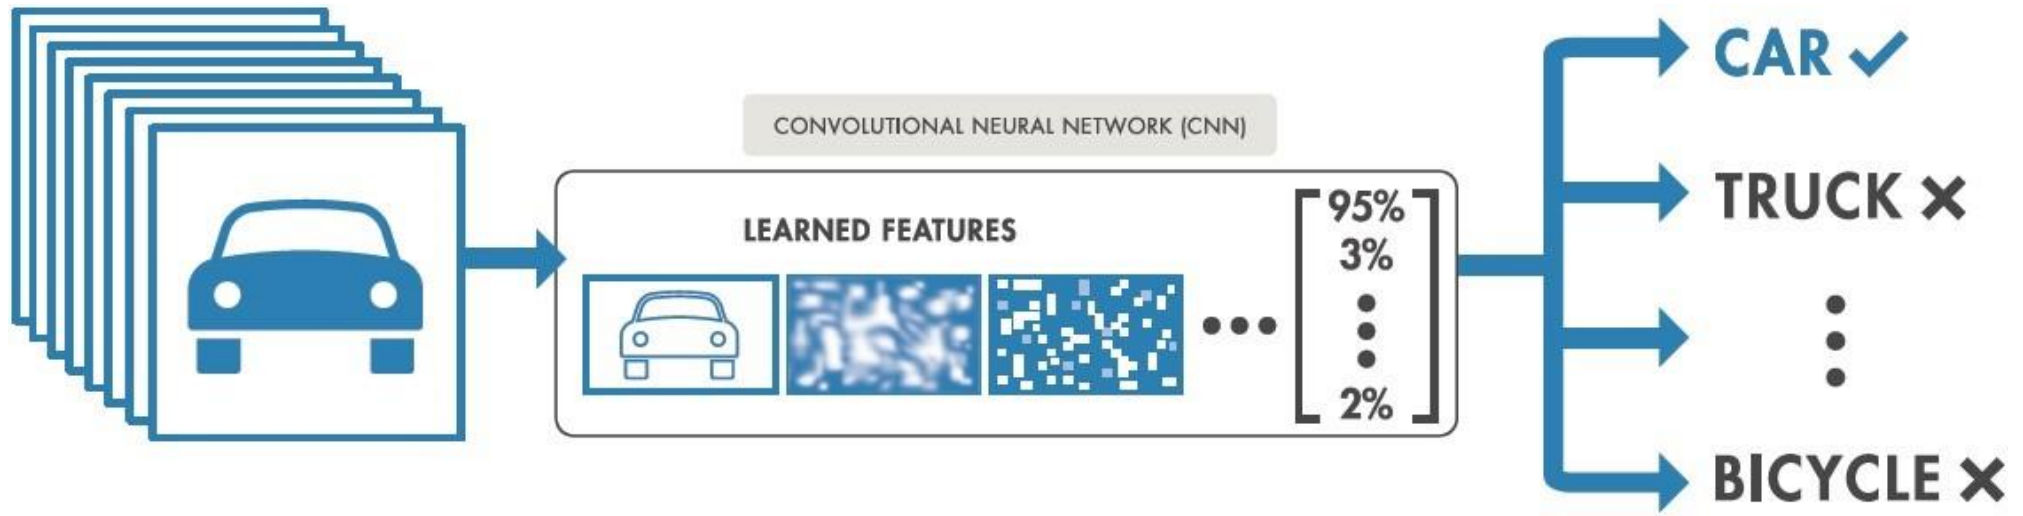 CONVOLUTIONAL NEURAL NETWORK (CNN)
LEARNED FEATURES
95%
3%
2%
CAR
TRUCK
BICYCLE